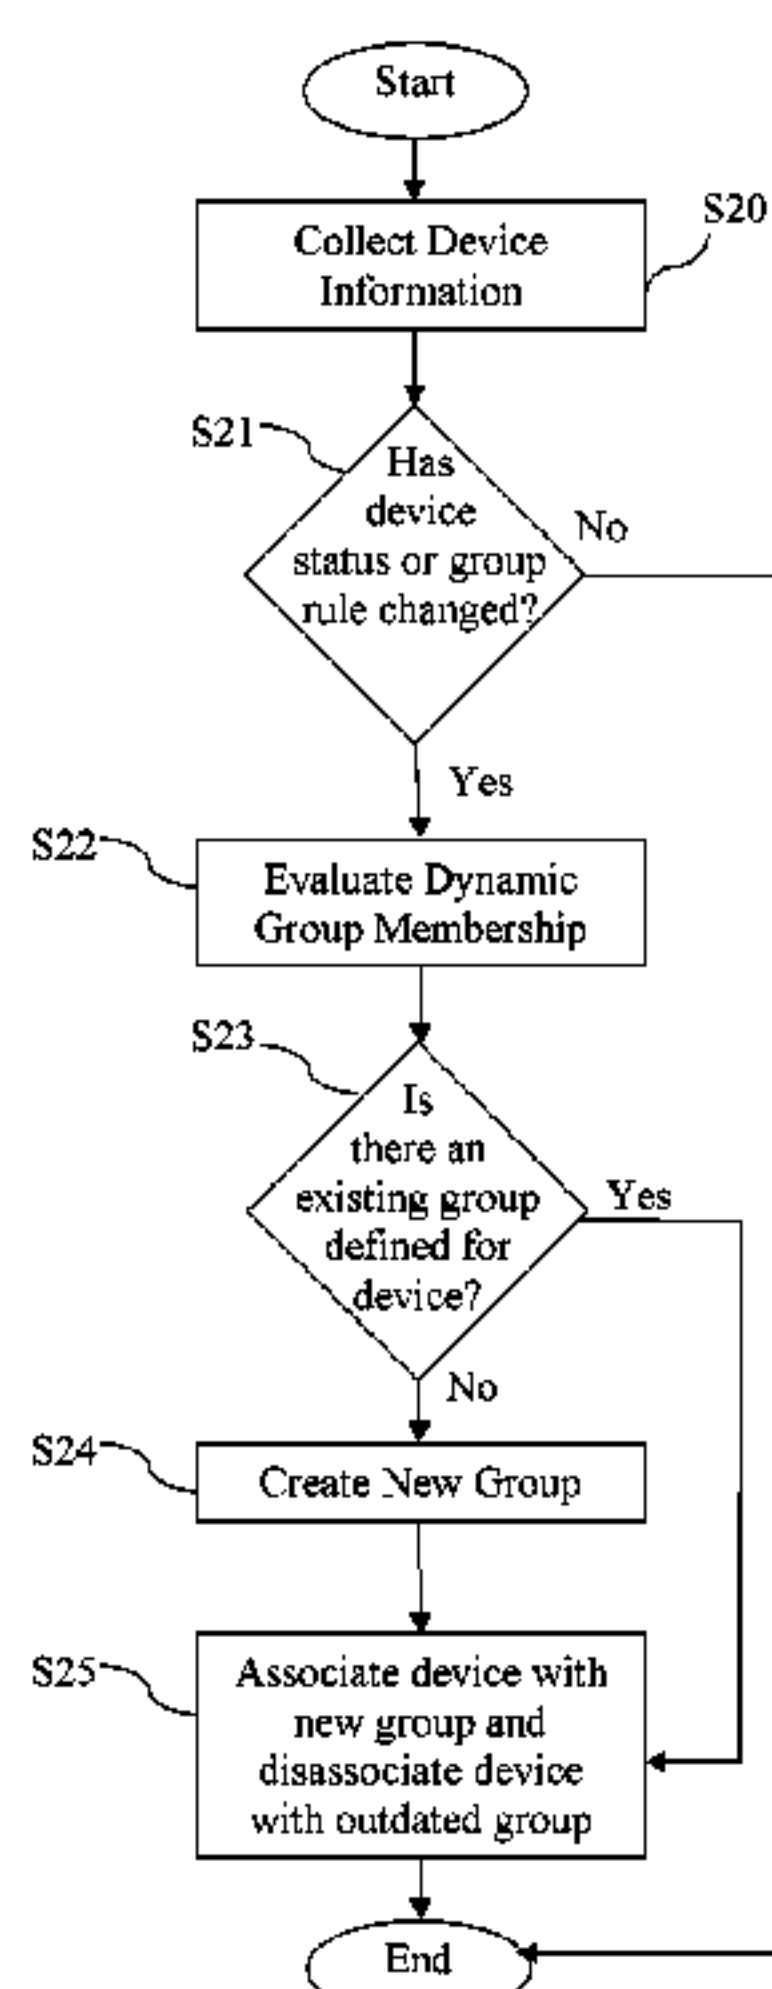 Start
Collect Device
Information
S20
S21
Has
device
status or group
rule changed?
No
Yes
S22
Evaluate Dynamic
Group Membership
S23
Is
there an
existing group
defined for
device?
Yes
No
S24
Create New Group
S25
Associate device with
new group and
disassociate device
with outdated group
End